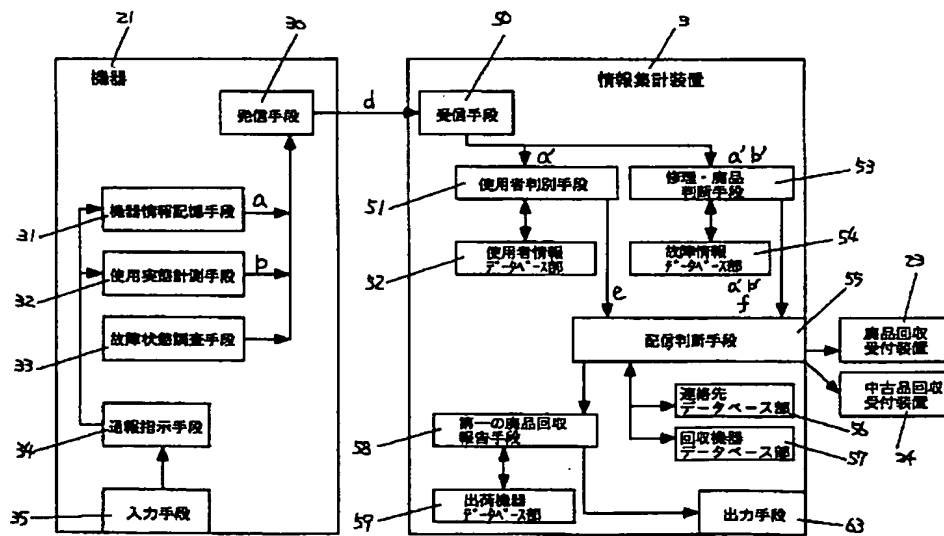 21
30
50
3
機器
情報集計装置
発信手段
d
受信手段
a'
a' b'
51
使用者判別手段
修理・廃品
判断手段
53
31
機器情報記憶手段
a
52
使用者情報
データベース部
故障情報
データベース部
54
32
使用実態計測手段
b
e
a' b'
f
55
23
33
故障状態調査手段
配信判断手段
廃品回収
受付装置
中古品回収
受付装置
24
34
通報指示手段
58
第一の廃品回収
報告手段
連絡先
データベース部
56
回収機器
データベース部
57
35
入力手段
59
出荷機器
データベース部
出力手段
63